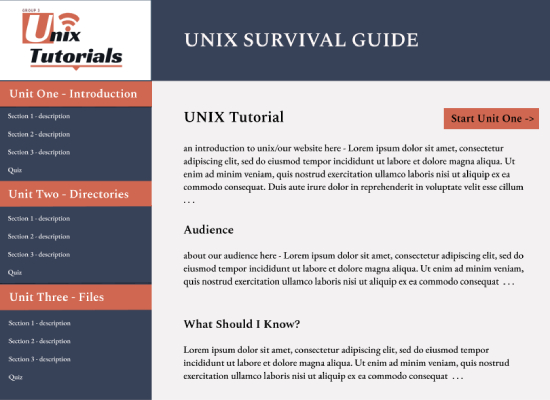 GROUP 2
Unix
Tutorials
UNIX SURVIVAL GUIDE
Unit One - Introduction
Section 1 - description
Section 2 - description
Section 3 - description
Quiz
Unit Two - Directories
Section 1 - description
Section 2 - description
Section 3 - description
Quiz
Unit Three - Files
Section 1 - description
Section 2 - description
Section 3 - description
Quiz
UNIX Tutorial
Start Unit One ->
an introduction to unix/our website here - Lorem ipsum dolor sit amet, consectetur
adipiscing elit, sed do eiusmod tempor incididunt ut labore et dolore magna aliqua. Ut
enim ad minim veniam, quis nostrud exercitation ullamco laboris nisi ut aliquip ex ea
commodo consequat. Duis aute irure dolor in reprehenderit in voluptate velit esse cillum
. . .
Audience
about our audience here - Lorem ipsum dolor sit amet, consectetur adipiscing elit, sed do
eiusmod tempor incididunt ut labore et dolore magna aliqua. Ut enim ad minim veniam,
quis nostrud exercitation ullamco laboris nisi ut aliquip ex ea commodo consequat . . .
What Should I Know?
Lorem ipsum dolor sit amet, consectetur adipiscing elit, sed do eiusmod tempor
incididunt ut labore et dolore magna aliqua. Ut enim ad minim veniam, quis nostrud
exercitation ullamco laboris nisi ut aliquip ex ea commodo consequat . . .